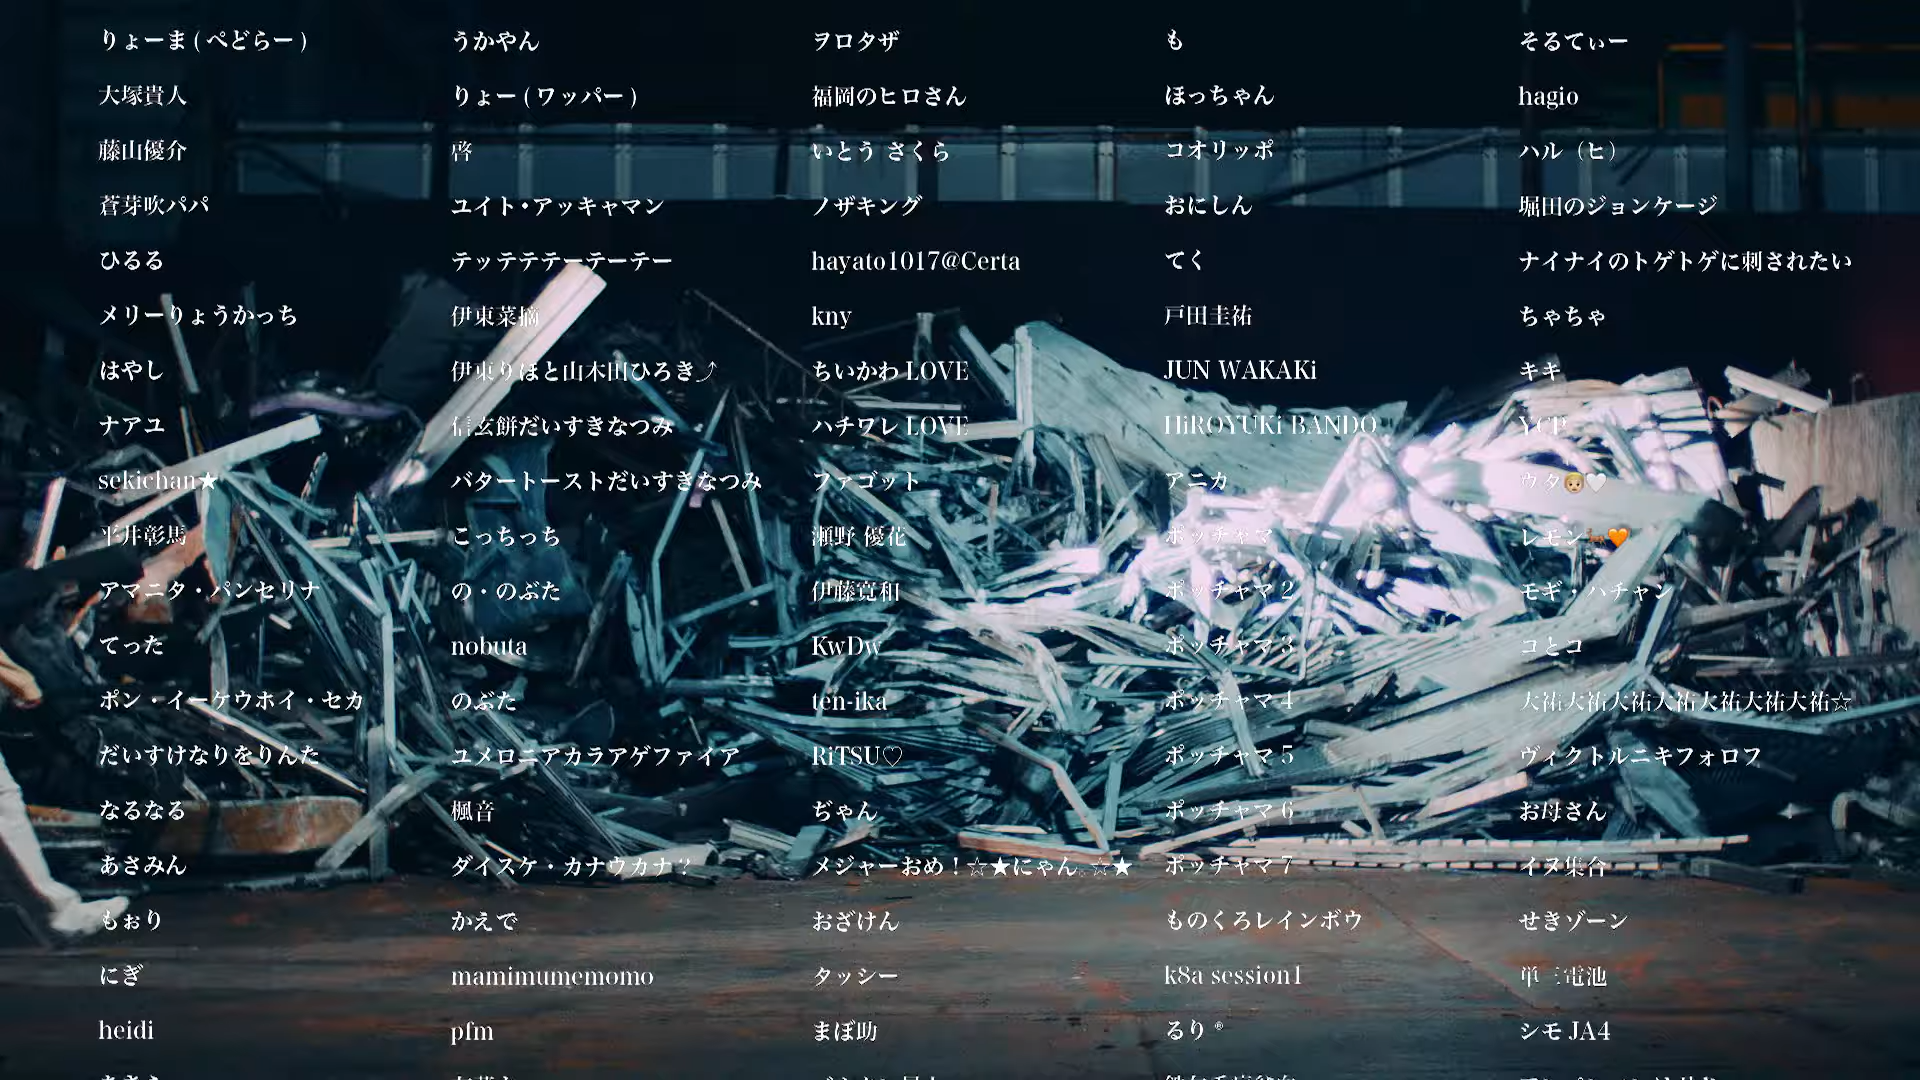 りょーま ( ぺどらー )
大塚貴人
藤山優介
蒼芽吹パパ
ひるる
メリーりょうかっち
はやし
ナアユ
sekichan★
平井彰馬
アマニタ・パンセリナ
てった
ポン・イーケウホイ・セカ
だいすけなりをりんた
なるなる
あさみん
もぉり
にぎ
heidi
うかやん
りょー ( ワッパー )
啓
ユイト・アッキャマン
テッテテテーテーテー
伊東菜摘
伊東りほと山木田ひろき⤴
信玄餅だいすきなつみ
バタートーストだいすきなつみ
こっちっち
の・のぶた
nobuta
のぶた
ユメロニアカラアゲファイア
楓音
ダイスケ・カナウカナ？
かえで
mamimumemomo
pfm
ヲロタザ
福岡のヒロさん
いとう さくら
ノザキング
hayato1017@Certa
kny
ちいかわ LOVE
ハチワレ LOVE
ファゴット
瀬野 優花
伊藤寛和
KwDw
ten-ika
RiTSU♡
ぢゃん
メジャーおめ！☆★にゃん☆★
おざけん
タッシー
まぼ助
も
ほっちゃん
コオリッポ
おにしん
てく
戸田圭祐
JUN WAKAKi
HiROYUKi BANDO
アニカ
ポッチャマ
ポッチャマ 2
ポッチャマ 3
ポッチャマ 4
ポッチャマ 5
ポッチャマ 6
ポッチャマ 7
ものくろレインボウ
k8a session1
るり ®
そるてぃー
hagio
ハル（ヒ）
堀田のジョンケージ
ナイナイのトゲトゲに刺されたい
ちゃちゃ
キキ
YCP
ウタ👶🤍
レモン🧡
モギ・ハチャン
コとコ
大祐大祐大祐大祐大祐大祐大祐☆
ヴィクトルニキフォロフ
お母さん
イヌ集合
せきゾーン
単三電池
シモ JA4